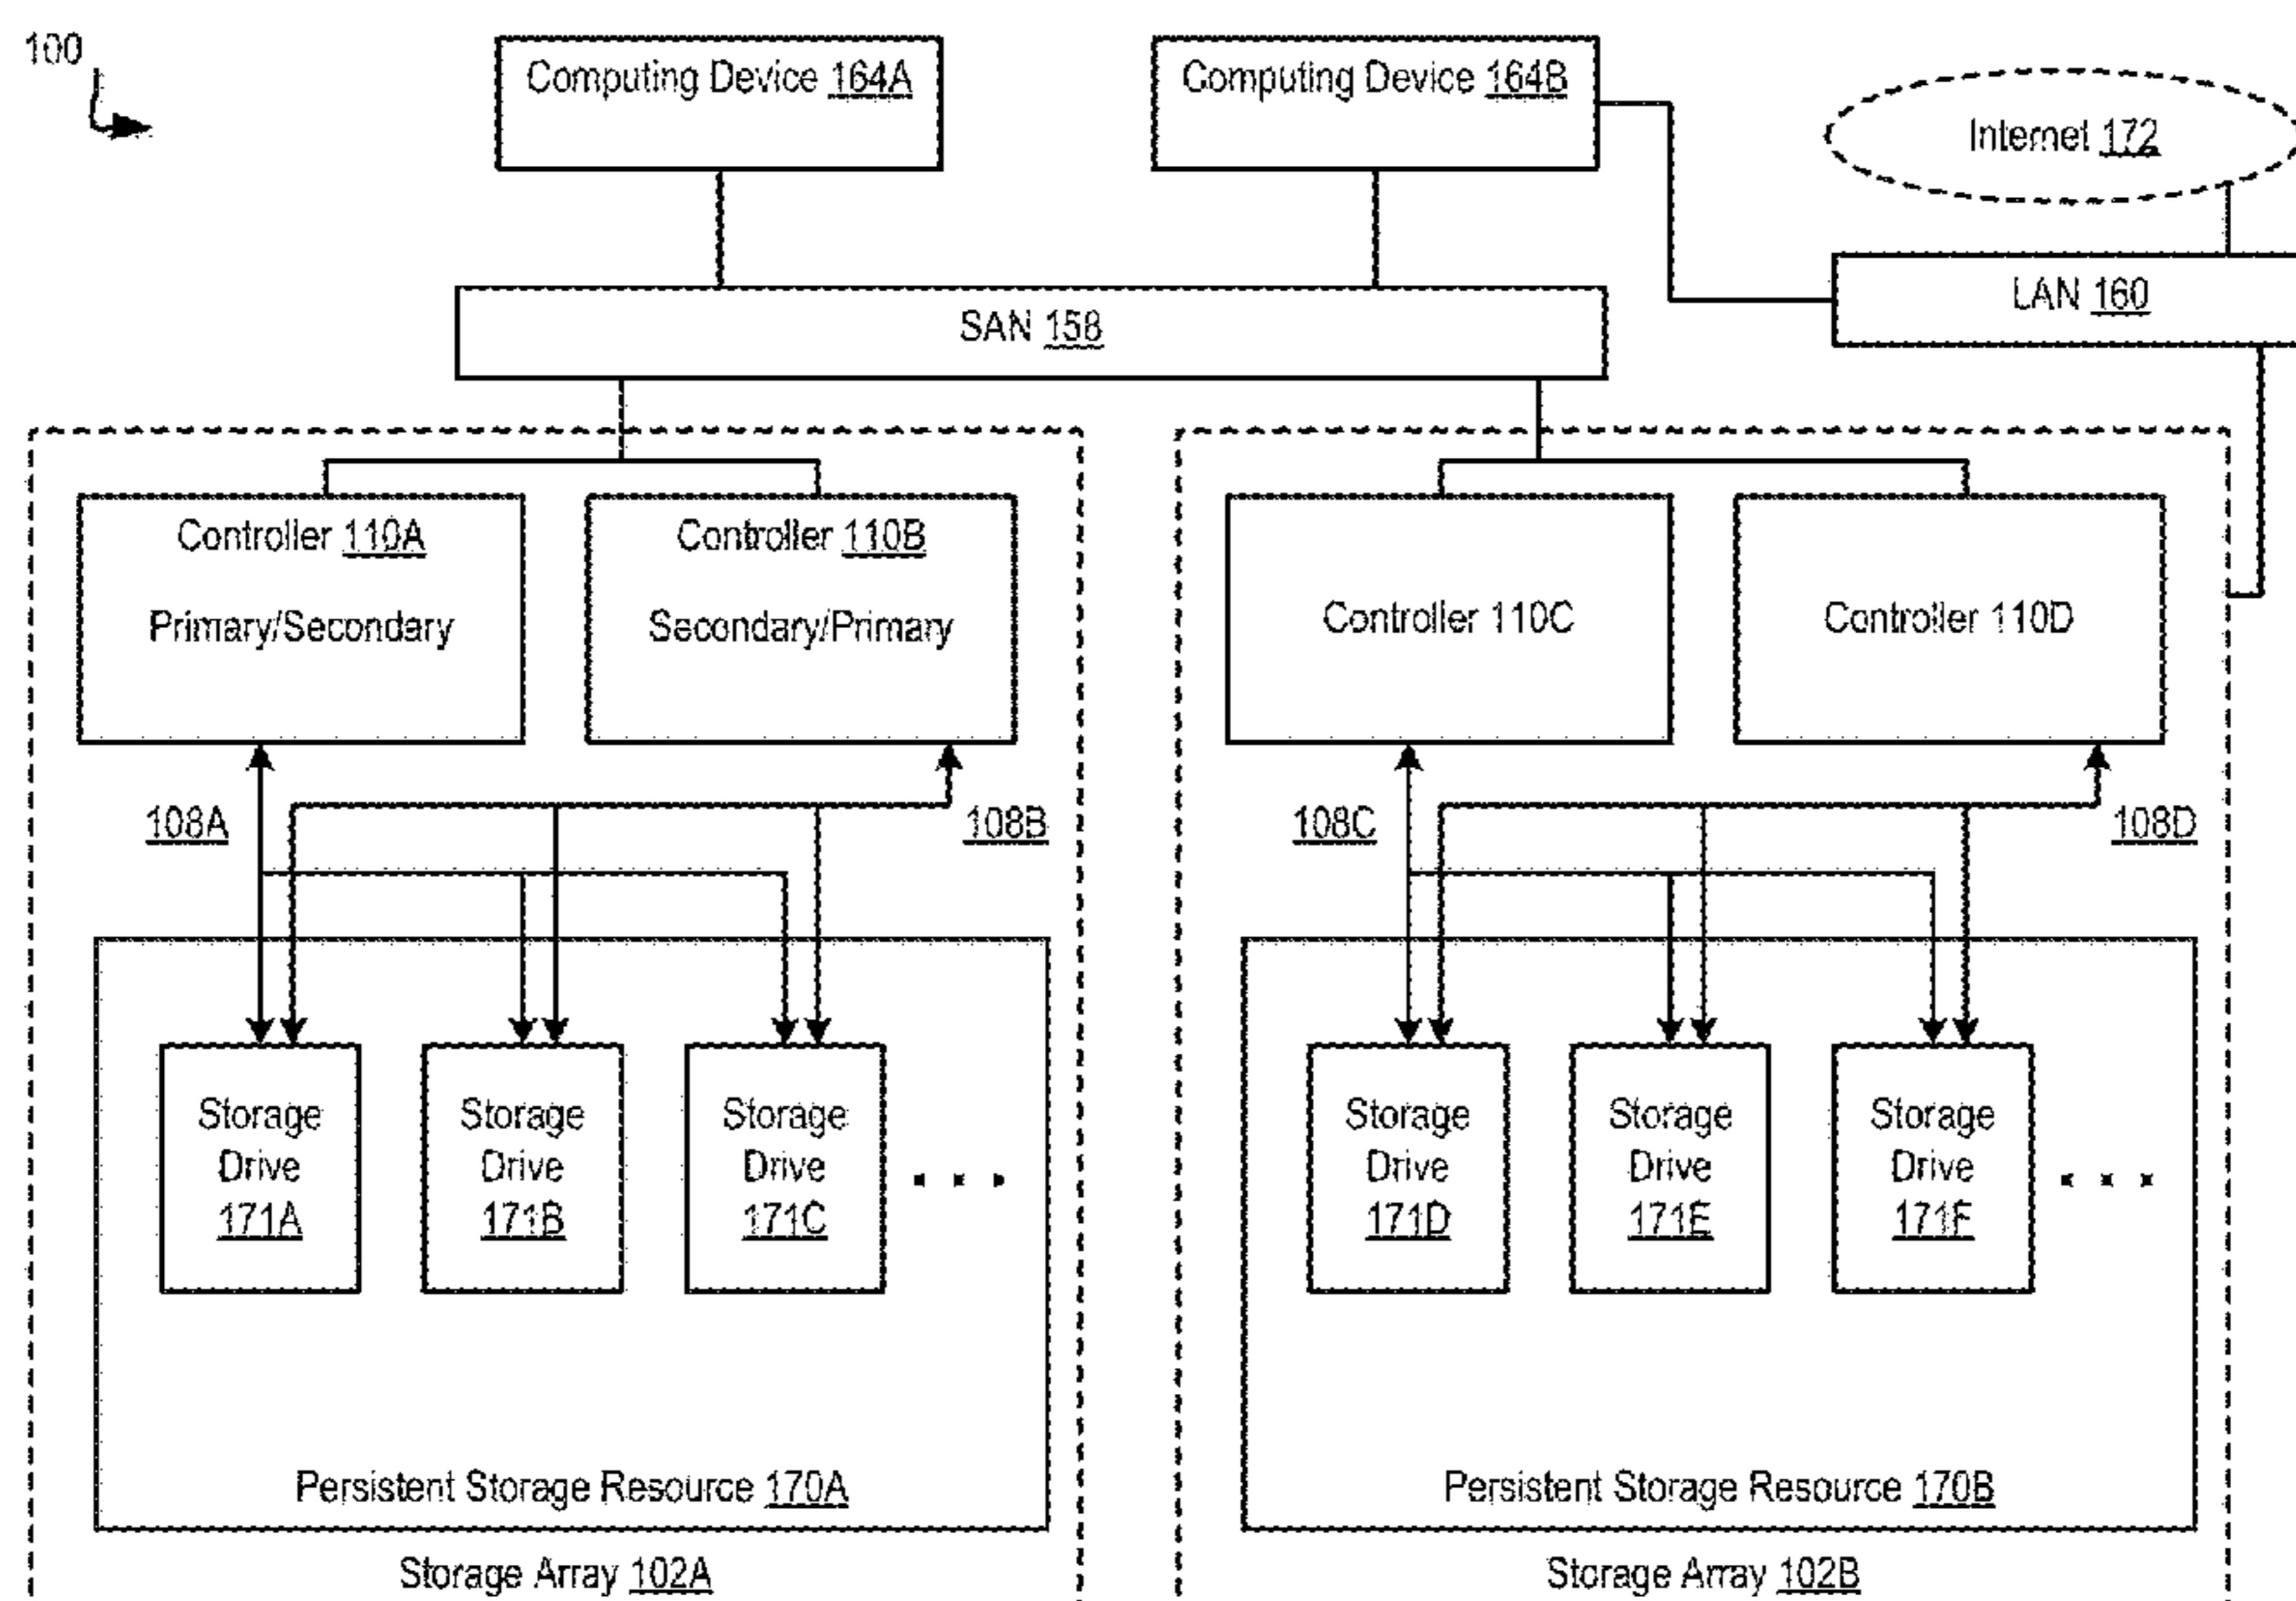 100
Computing Device 164A
Computing Device 164B
Internet 172
LAN 160
SAN 158
Controller 110A
Primary/Secondary
Controller 110B
Secondary/Primary
Controller 110C
Controller 110D
108A
108B
108C
108D
Storage
Drive
171A
Storage
Drive
171B
Storage
Drive
171C
. . .
Storage
Drive
171D
Storage
Drive
171E
Storage
Drive
171F
. . .
Persistent Storage Resource 170A
Persistent Storage Resource 170B
Storage Array 102A
Storage Array 102B